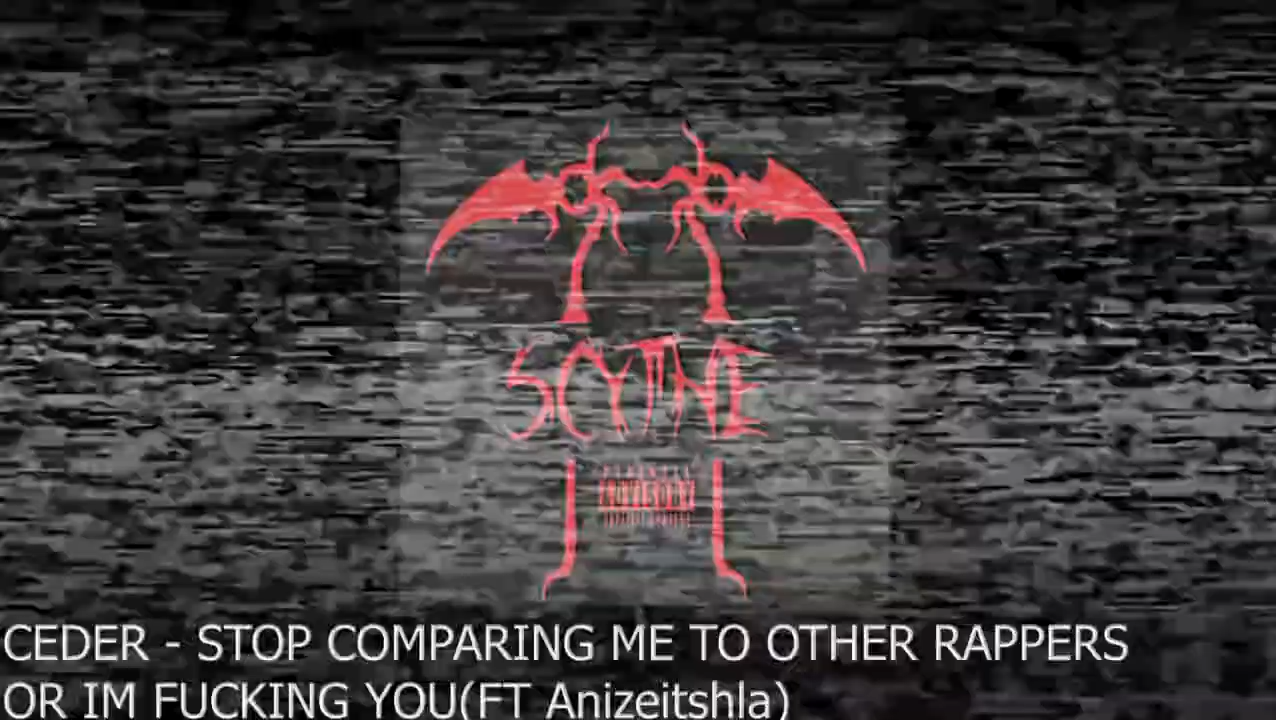 SCYTHE
CEDER - STOP COMPARING ME TO OTHER RAPPERS
OR IM FUCKING YOU(FT Anizeitshla)